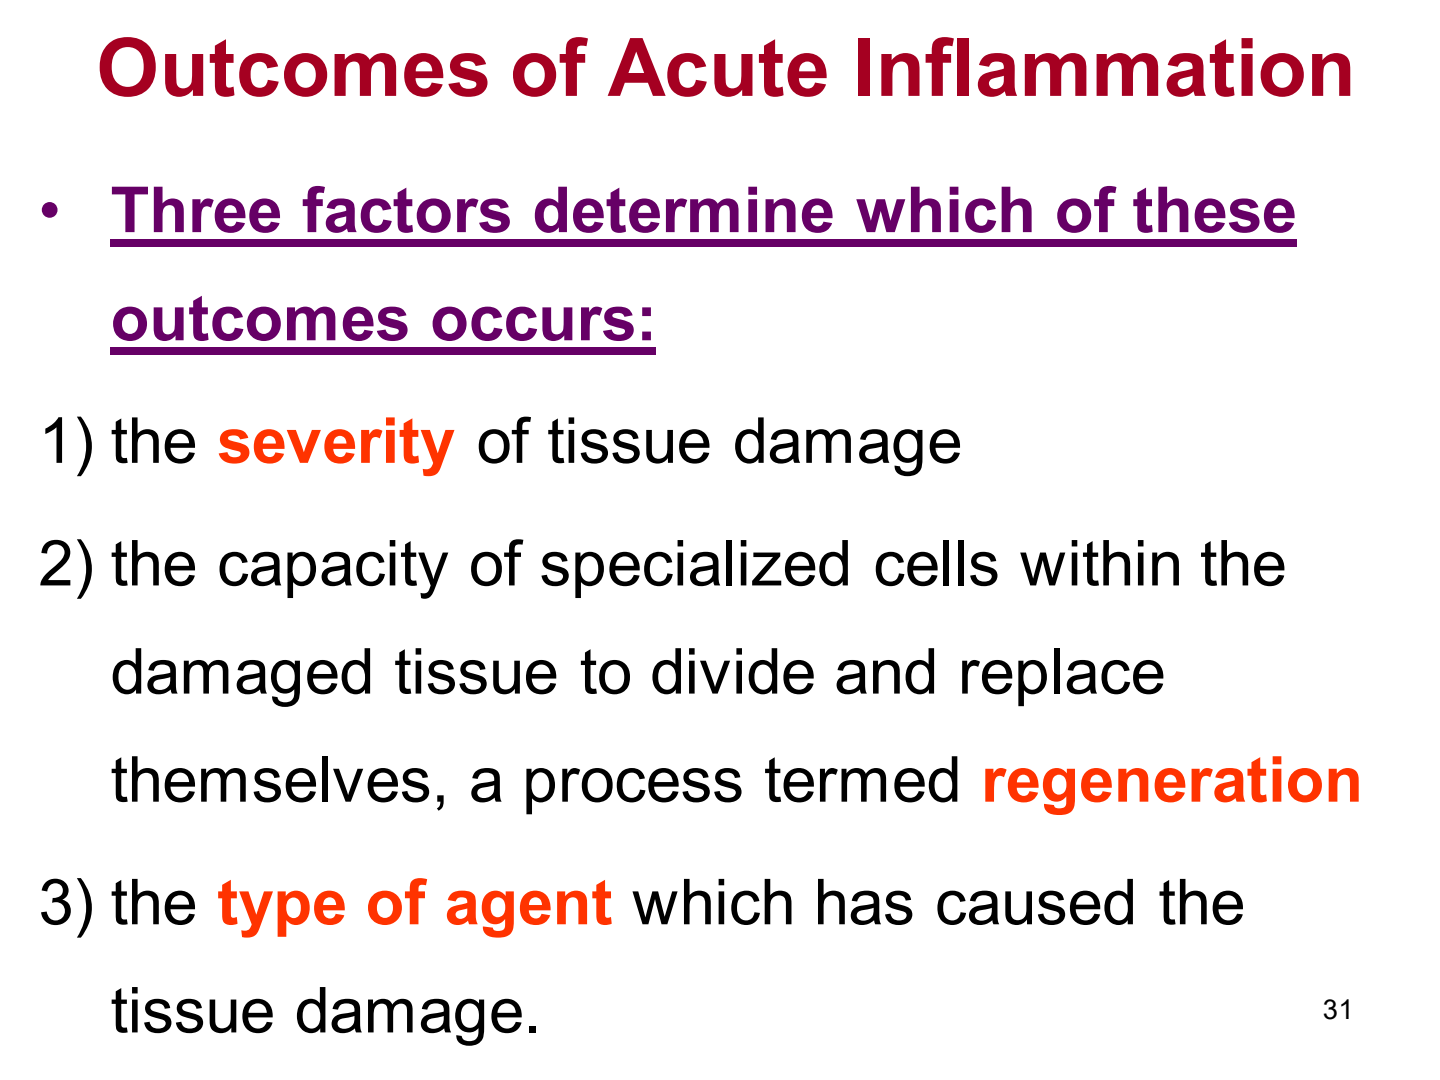 Outcomes of Acute Inflammation
• Three factors determine which of these
outcomes occurs:
1) the severity of tissue damage
2) the capacity of specialized cells within the
damaged tissue to divide and replace
themselves, a process termed regeneration
3) the type of agent which has caused the
tissue damage.
31